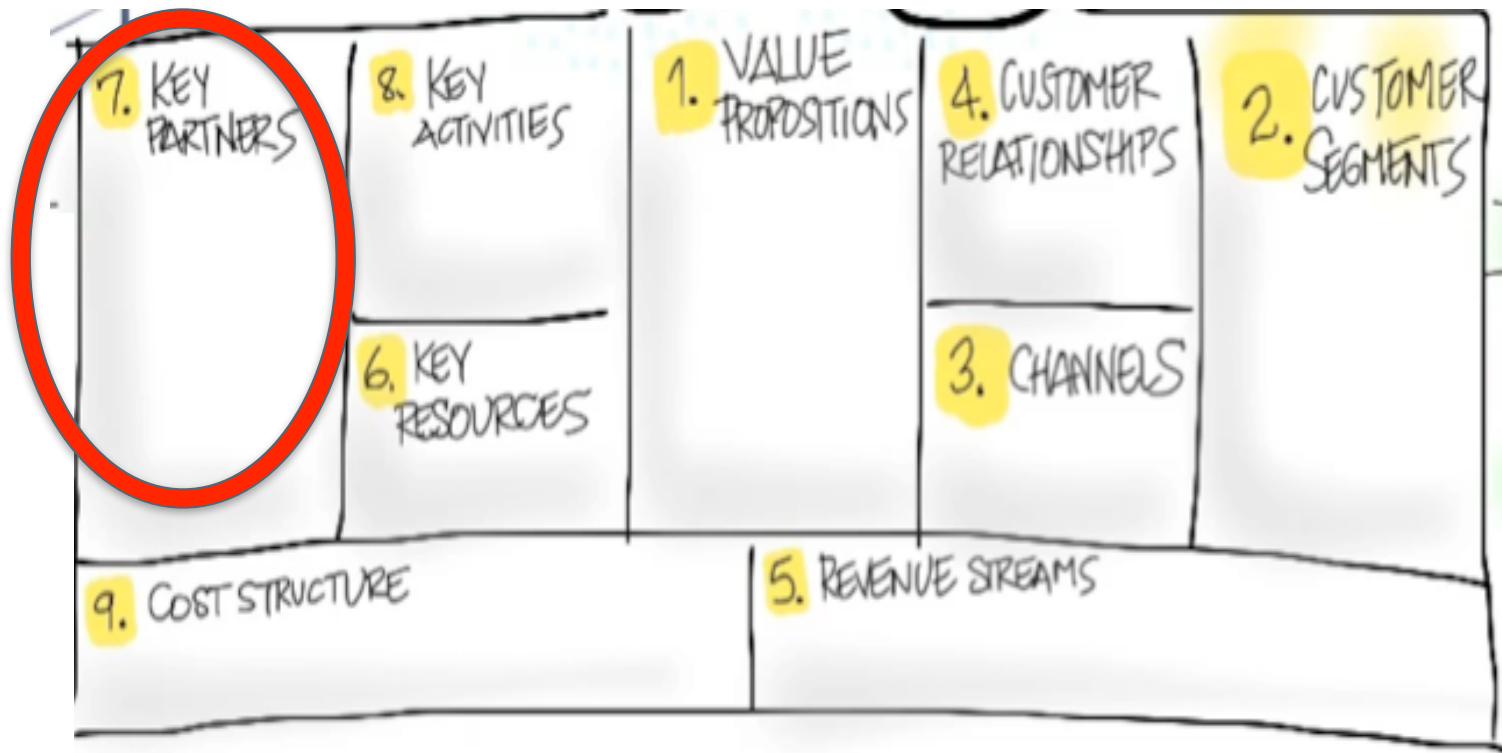 7. KEY
PARTNERS
8. KEY
ACTIVITIES
6. KEY
RESOURCES
1. VALUE
PROPOSITIONS
4. CUSTOMER
RELATIONSHIPS
3. CHANNELS
2. CUSTOMER
SEGMENTS
9. COST STRUCTURE
5. REVENUE STREAMS